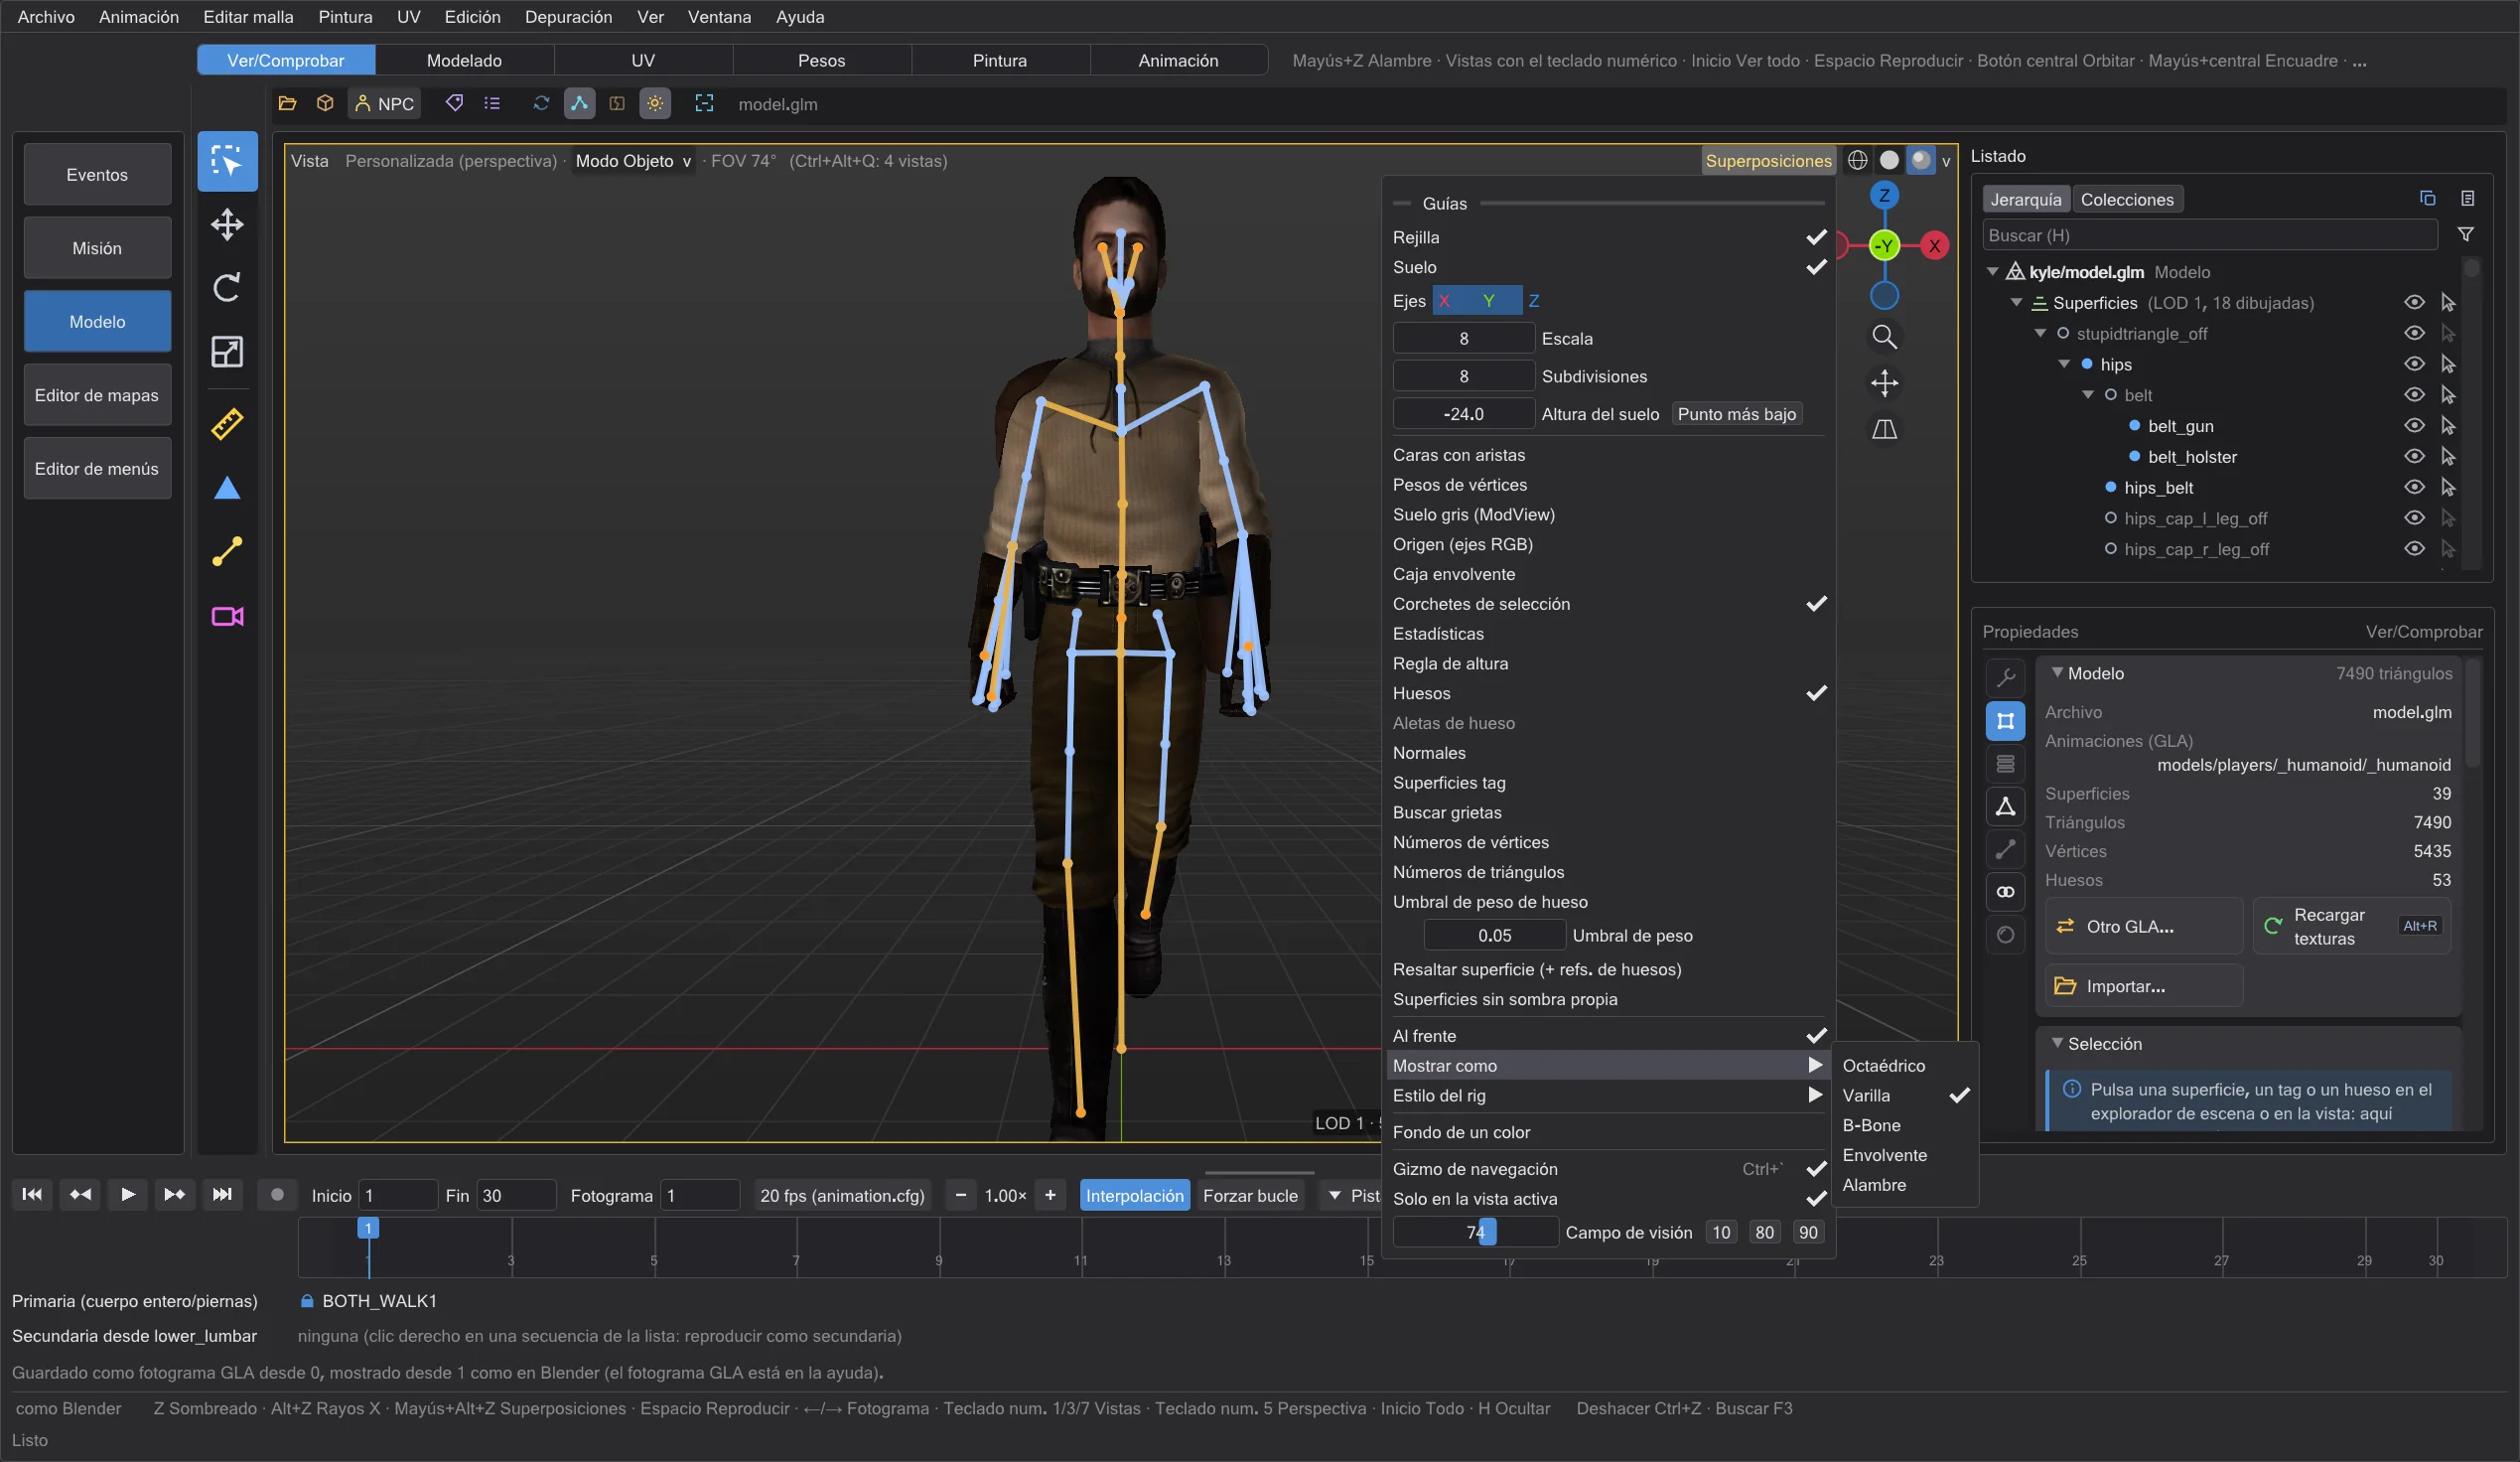 Archivo Animación Editar malla Pintura UV Edición Depuración Ver Ventana Ayuda
Ver/Comprobar Modelado UV Pesos Pintura Animación Mayús+Z Alambre · Vistas con el teclado numérico · Inicio Ver todo · Espacio Reproducir · Botón central Orbitar · Mayús+central Encuadre · ...
NPC model.glm
Eventos
Misión
Modelo
Editor de mapas
Editor de menús
Vista Personalizada (perspectiva) · Modo Objeto v · FOV 74° (Ctrl+Alt+Q: 4 vistas)
Superposiciones v
Z
-Y
X
Guías
Rejilla
Suelo
Ejes X Y Z
8 Escala
8 Subdivisiones
-24.0 Altura del suelo Punto más bajo
Caras con aristas
Pesos de vértices
Suelo gris (ModView)
Origen (ejes RGB)
Caja envolvente
Corchetes de selección
Estadísticas
Regla de altura
Huesos
Aletas de hueso
Normales
Superficies tag
Buscar grietas
Números de vértices
Números de triángulos
Umbral de peso de hueso
0.05 Umbral de peso
Resaltar superficie (+ refs. de huesos)
Superficies sin sombra propia
Al frente
Mostrar como
Estilo del rig
Fondo de un color
Gizmo de navegación Ctrl+`
Solo en la vista activa
74 Campo de visión 10 80 90
Octaédrico
Varilla
B-Bone
Envolvente
Alambre
LOD 1 ·
Listado
Jerarquía Colecciones
Buscar (H)
kyle/model.glm Modelo
Superficies (LOD 1, 18 dibujadas)
stupidtriangle_off
hips
belt
belt_gun
belt_holster
hips_belt
hips_cap_l_leg_off
hips_cap_r_leg_off
Propiedades Ver/Comprobar
Modelo 7490 triángulos
Archivo model.glm
Animaciones (GLA)
models/players/_humanoid/_humanoid
Superficies 39
Triángulos 7490
Vértices 5435
Huesos 53
Otro GLA...
Recargar texturas Alt+R
Importar...
Selección
Pulsa una superficie, un tag o un hueso en el
explorador de escena o en la vista: aquí
Inicio 1 Fin 30 Fotograma 1 20 fps (animation.cfg) − 1.00× + Interpolación Forzar bucle Pist
1
1 3 5 7 9 11 13 15 17 19 21 23 25 27 29 30
Primaria (cuerpo entero/piernas) BOTH_WALK1
Secundaria desde lower_lumbar ninguna (clic derecho en una secuencia de la lista: reproducir como secundaria)
Guardado como fotograma GLA desde 0, mostrado desde 1 como en Blender (el fotograma GLA está en la ayuda).
como Blender Z Sombreado · Alt+Z Rayos X · Mayús+Alt+Z Superposiciones · Espacio Reproducir · ←/→ Fotograma · Teclado num. 1/3/7 Vistas · Teclado num. 5 Perspectiva · Inicio Todo · H Ocultar Deshacer Ctrl+Z · Buscar F3
Listo